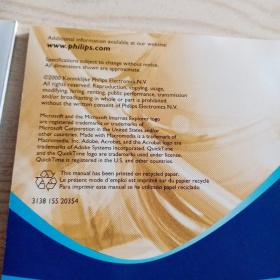 Additional information available at our website:
www.philips.com
Specifications subject to change without notice.
All dimensions shown are approximate.
©2000 Koninklijke Philips Electronics N.V.
All rights reserved. Reproduction, copying, usage,
modifying, hiring, renting, public performance, transmission
and/or broadcasting in whole or part is prohibited
without the written consent of Philips Electronics N.V.
Microsoft and the Microsoft Internet Explorer logo
are registered trademarks or trademarks of
Microsoft Corporation in the United States and/or
other countries. Made with Macromedia is a trademark of
Macromedia, Inc. Adobe, Acrobat, and the Acrobat logo are
trademarks of Adobe Systems Incorporated. QuickTime
and the QuickTime logo are trademarks used under license.
QuickTime is registered in the U.S. and other countries.
This manual has been printed on recycled paper.
Le présent mode d'emploi est imprimé sur du papier recyclé
Para imprimir este manual se ha utilizado papel reciclado
3138 155 20354